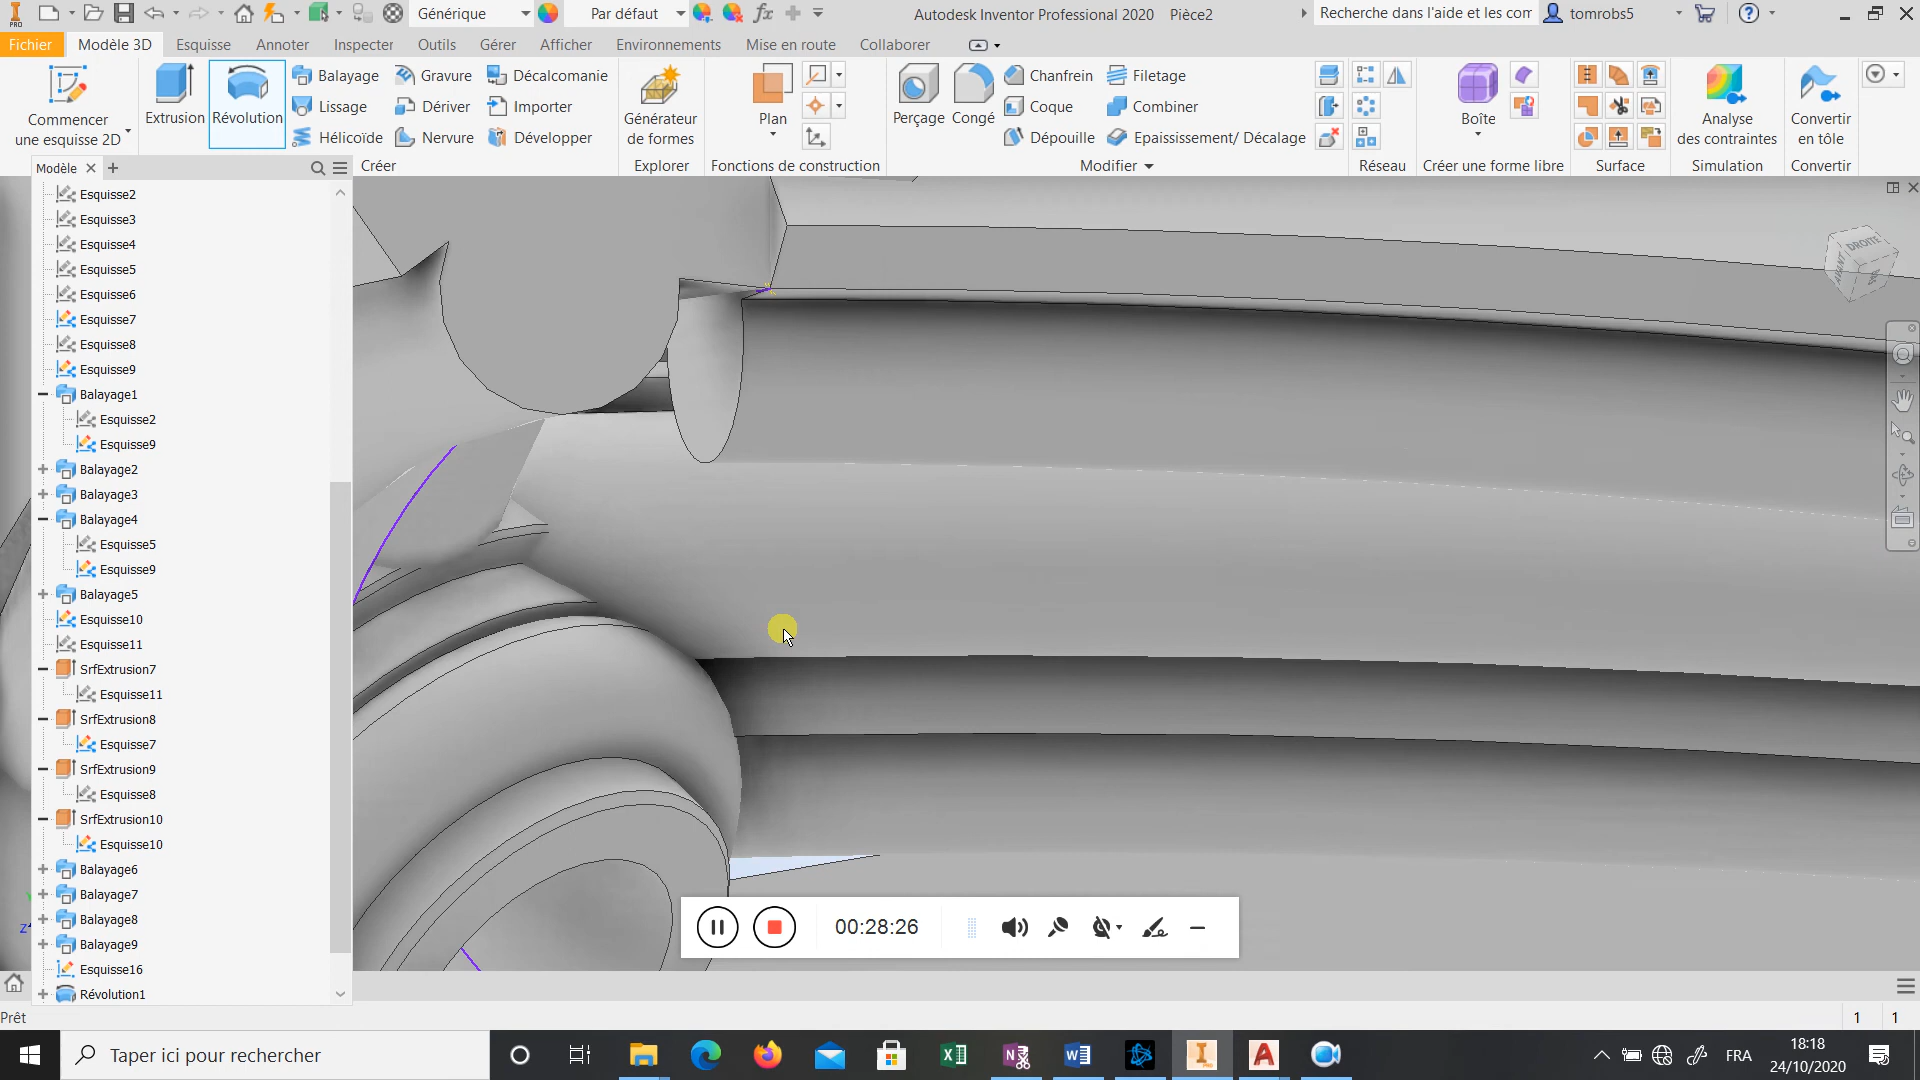 PRO
Générique
Par défaut
Autodesk Inventor Professional 2020 Pièce2
Recherche dans l'aide et les com
tomrobs5
Fichier
Modèle 3D
Esquisse
Annoter
Inspecter
Outils
Gérer
Afficher
Environnements
Mise en route
Collaborer
Commencer
une esquisse 2D
Extrusion
Révolution
Balayage
Lissage
Hélicoïde
Gravure
Dériver
Nervure
Décalcomanie
Importer
Développer
Créer
Générateur
de formes
Explorer
Plan
Fonctions de construction
Perçage
Congé
Chanfrein
Coque
Dépouille
Filetage
Combiner
Epaississement/ Décalage
Modifier
Réseau
Boîte
Créer une forme libre
Surface
Analyse
des contraintes
Simulation
Convertir
en tôle
Convertir
Modèle
Esquisse2
Esquisse3
Esquisse4
Esquisse5
Esquisse6
Esquisse7
Esquisse8
Esquisse9
Balayage1
Esquisse2
Esquisse9
Balayage2
Balayage3
Balayage4
Esquisse5
Esquisse9
Balayage5
Esquisse10
Esquisse11
SrfExtrusion7
Esquisse11
SrfExtrusion8
Esquisse7
SrfExtrusion9
Esquisse8
SrfExtrusion10
Esquisse10
Balayage6
Balayage7
Balayage8
Balayage9
Esquisse16
Révolution1
DROITE
AVANT
Z
00:28:26
Prêt
1 1
Taper ici pour rechercher
FRA
18:18
24/10/2020